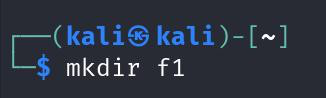 ┌──(kali㉿kali)-[~]
└─$ mkdir f1